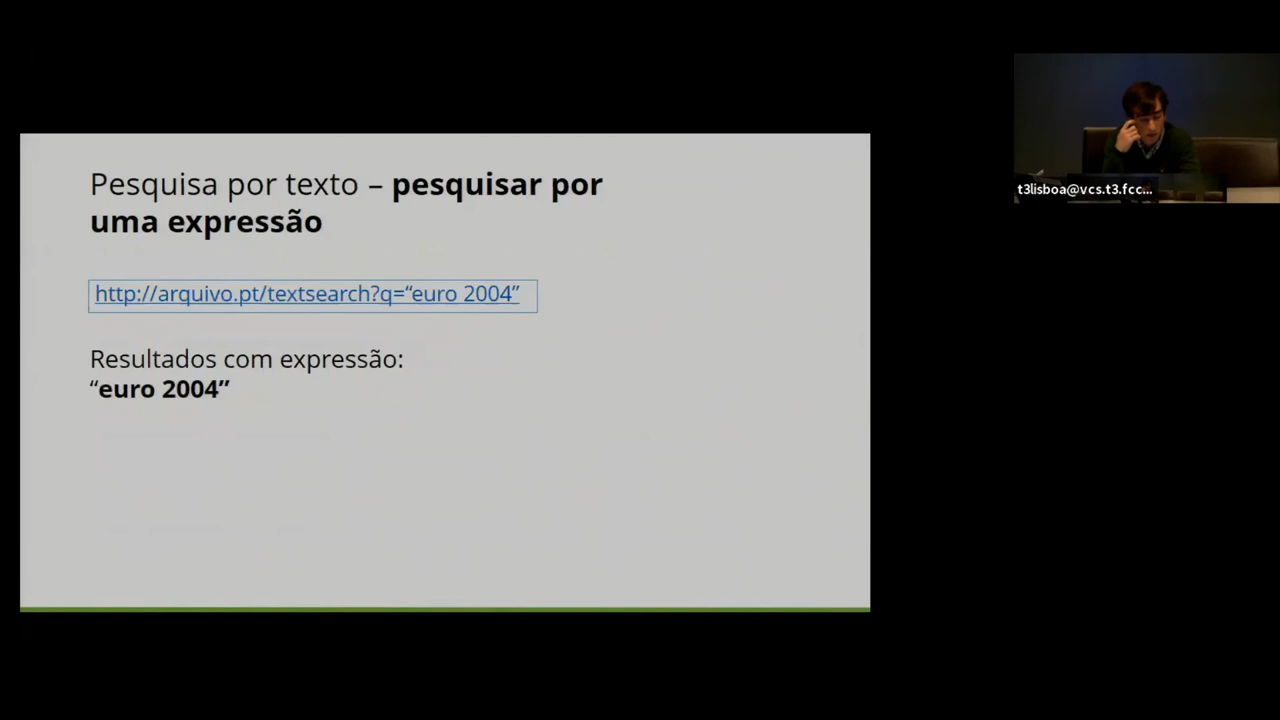 Pesquisa por texto – pesquisar por
uma expressão
http://arquivo.pt/textsearch?q=“euro 2004”
Resultados com expressão:
“euro 2004”
t3lisboa@vcs.t3.fcc...